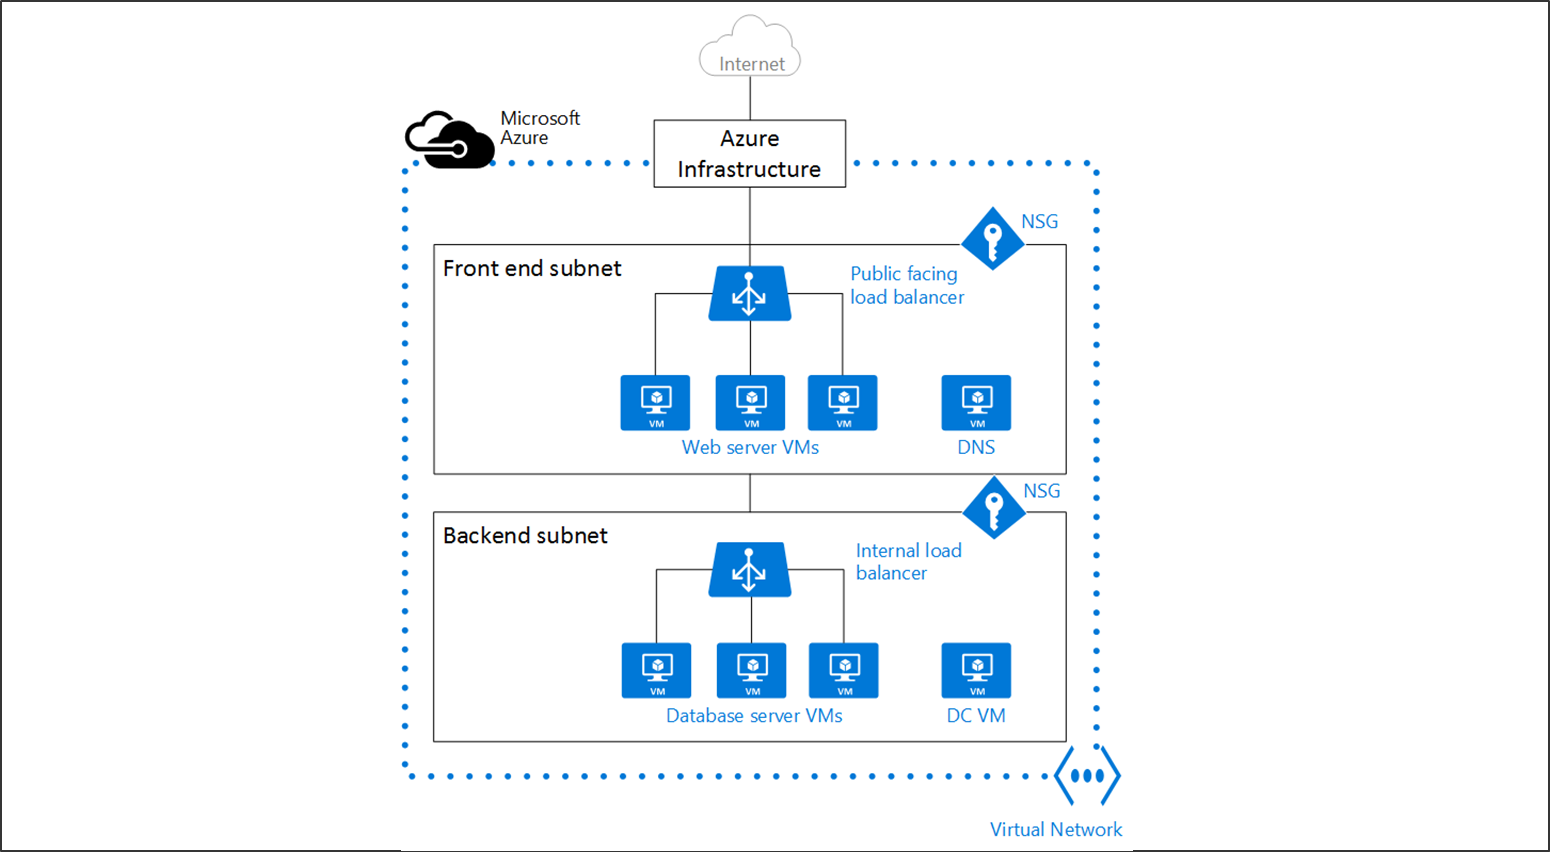 Internet
Microsoft
Azure
Azure
Infrastructure
NSG
Front end subnet
Public facing
load balancer
VM
VM
VM
VM
Web server VMs
DNS
NSG
Backend subnet
Internal load
balancer
VM
VM
VM
VM
Database server VMs
DC VM
Virtual Network